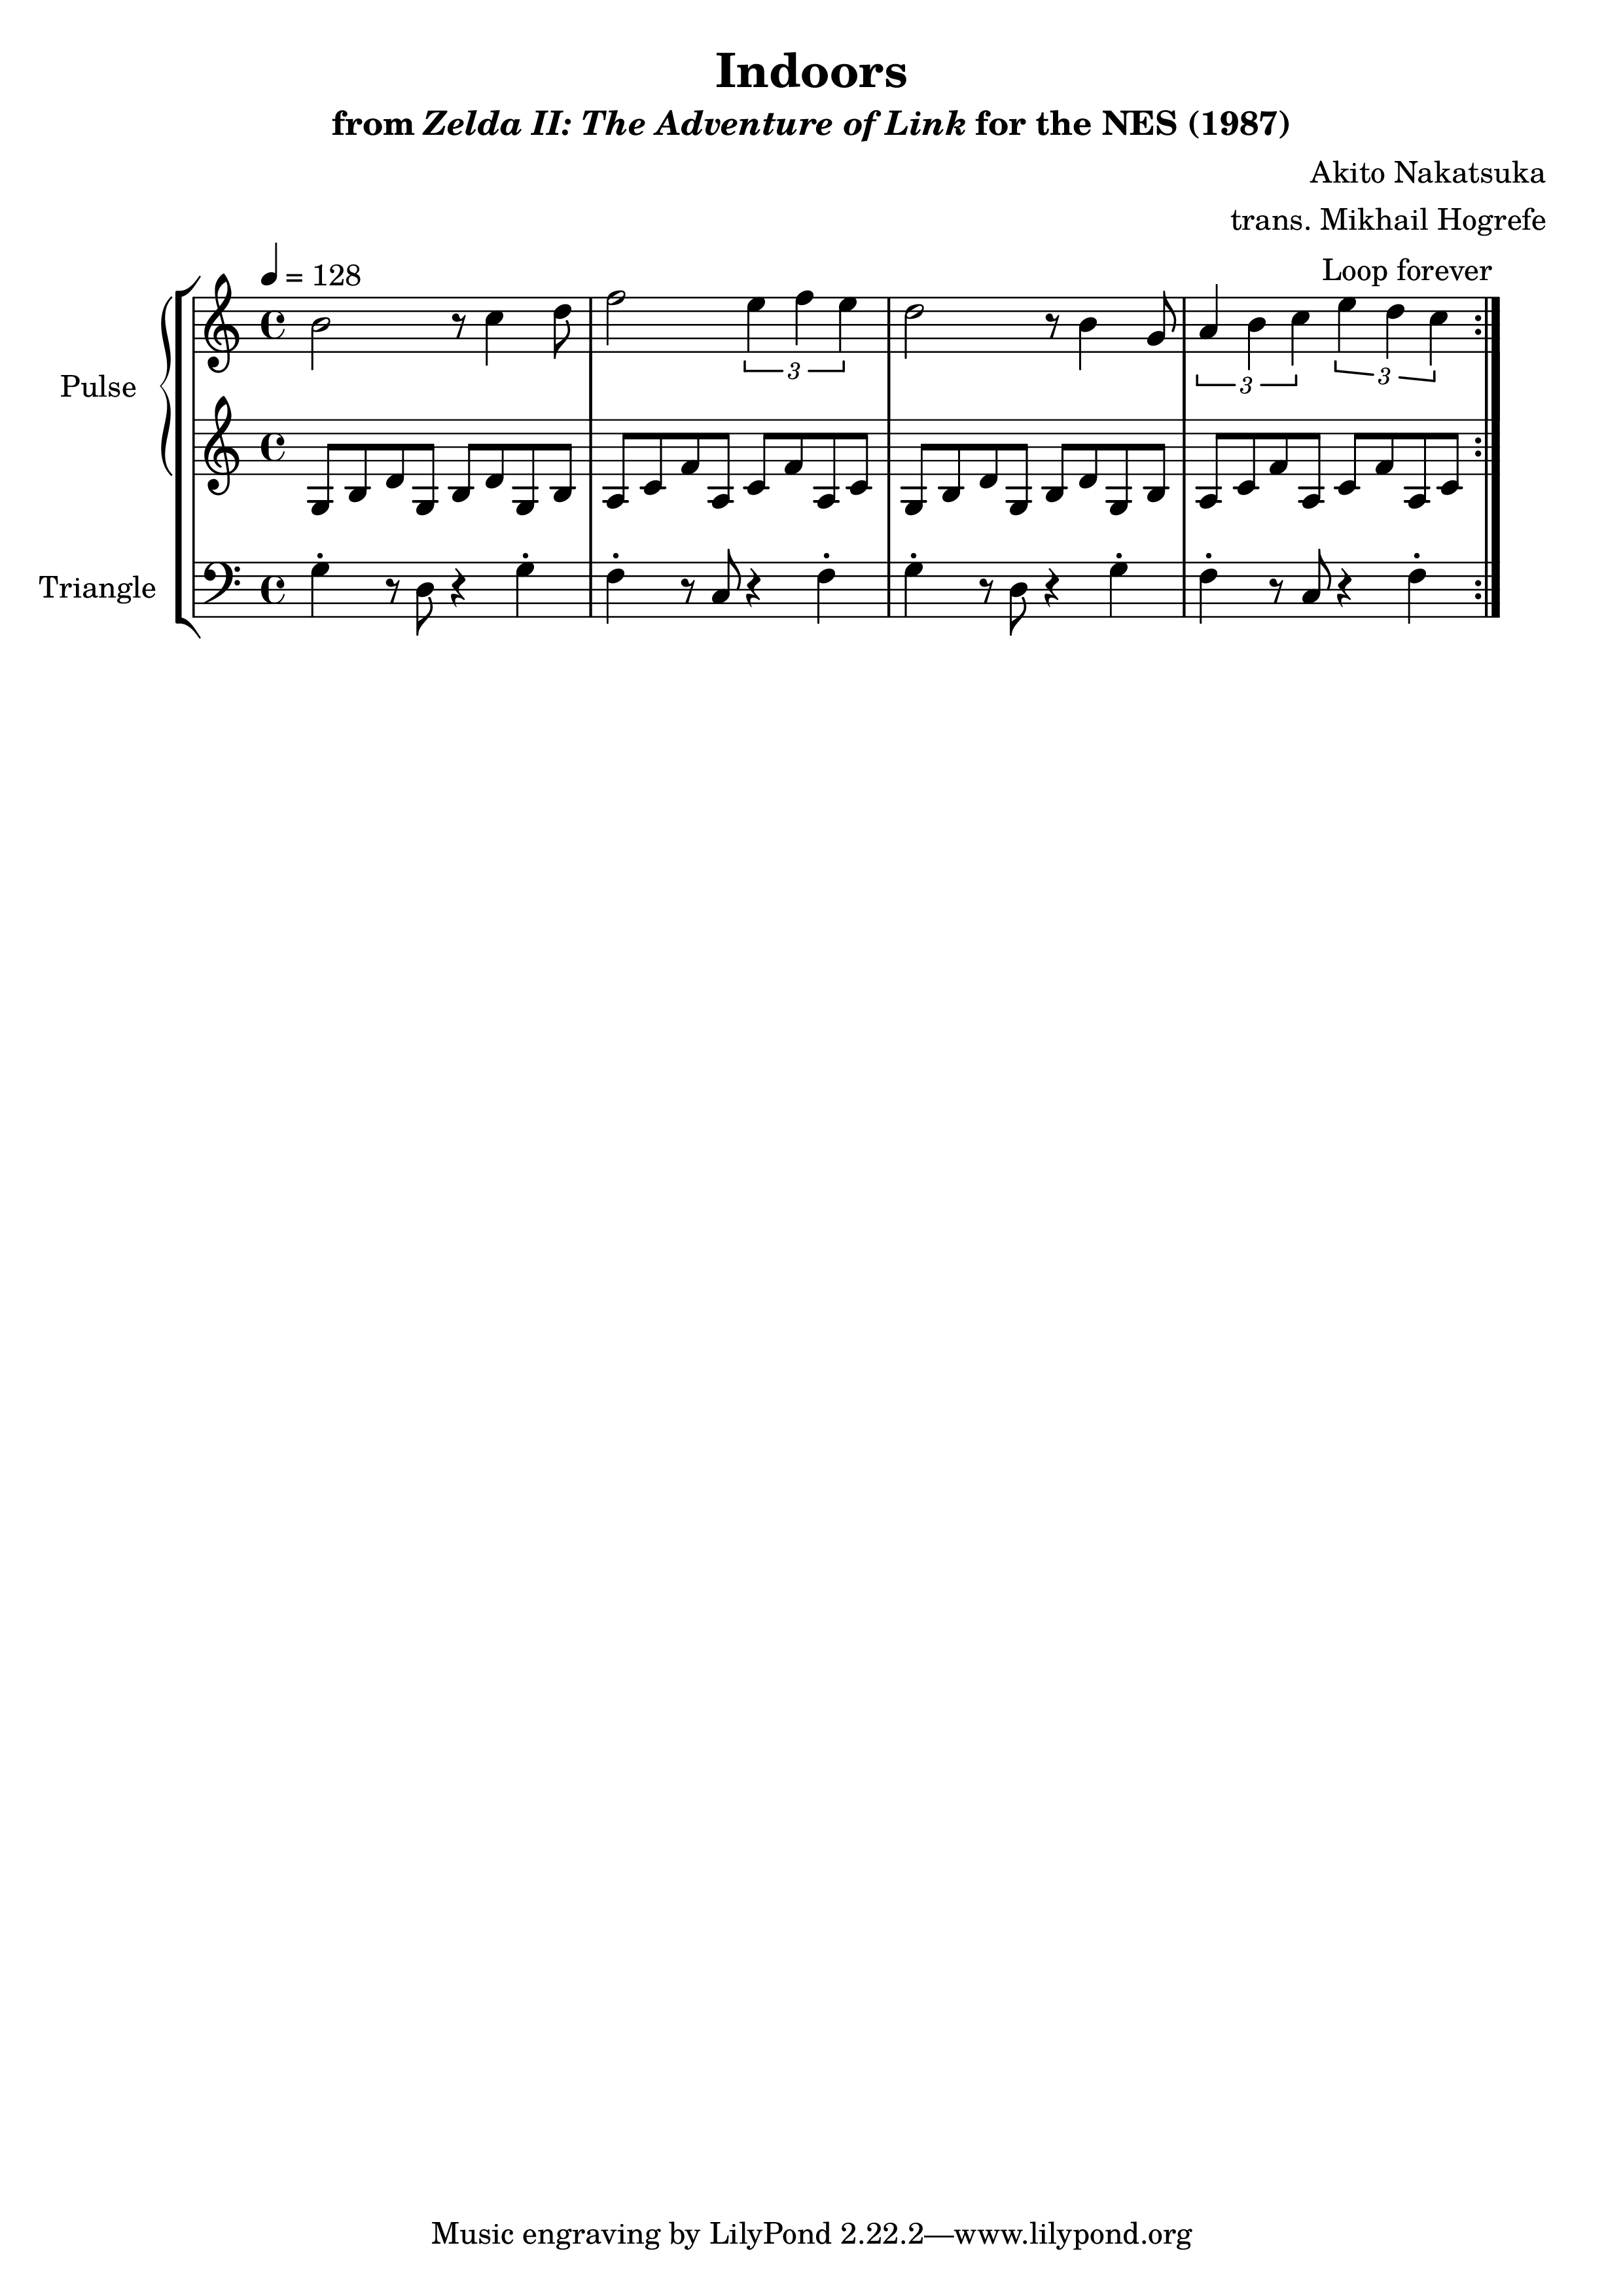 Indoors
from Zelda II: The Adventure of Link for the NES (1987)
Akito Nakatsuka
trans. Mikhail Hogrefe
= 128
Loop forever
Pulse
3
3
3
Triangle
Music engraving by LilyPond 2.22.2—www.lilypond.org